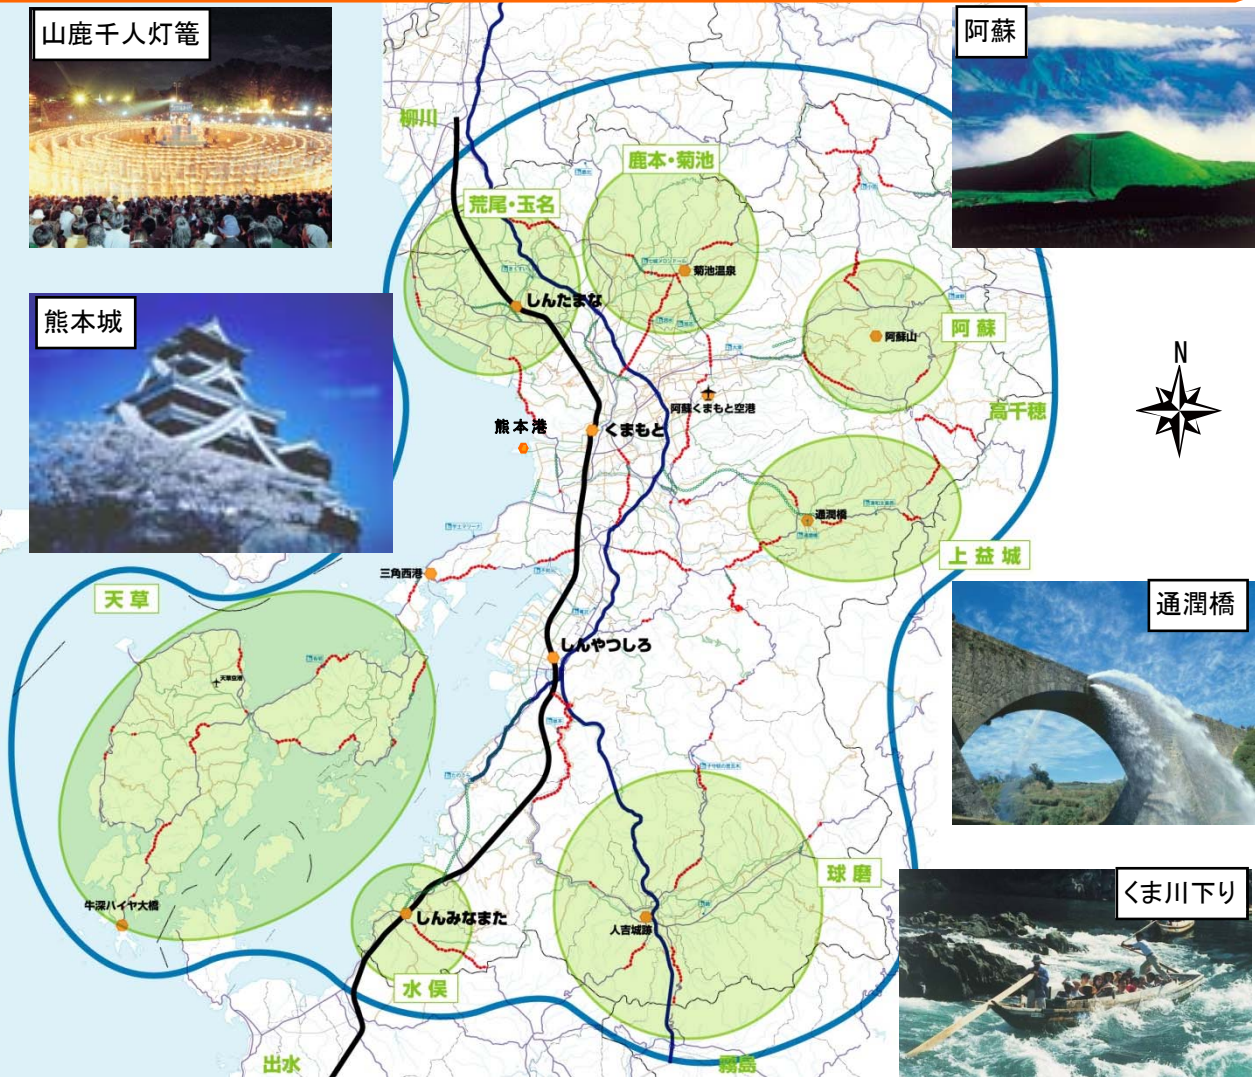 山鹿千人灯篭
阿蘇
柳川
鹿本・菊池
荒尾・玉名
菊池温泉
しんたまな
熊本城
阿蘇
阿蘇山
N
阿蘇くまもと空港
高千穂
熊本港
くまもと
通潤橋
上益城
三角西港
天草
通潤橋
しんやつしろ
天草空港
球磨
くま川下り
牛深ハイヤ大橋
しんみなまた
人吉城跡
水俣
出水
霧島